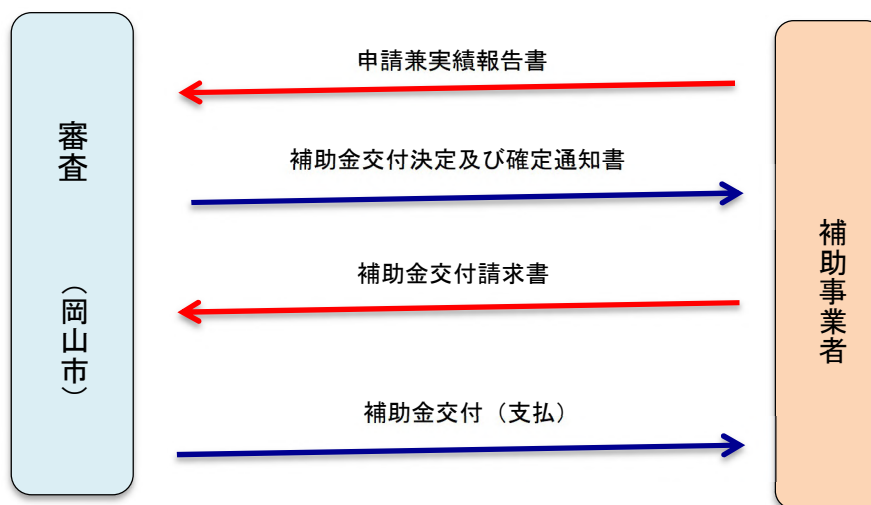 申請兼実績報告書
審査
(岡山市)
補助金交付決定及び確定通知書
補助金交付請求書
補助金交付（支払）
補助事業者